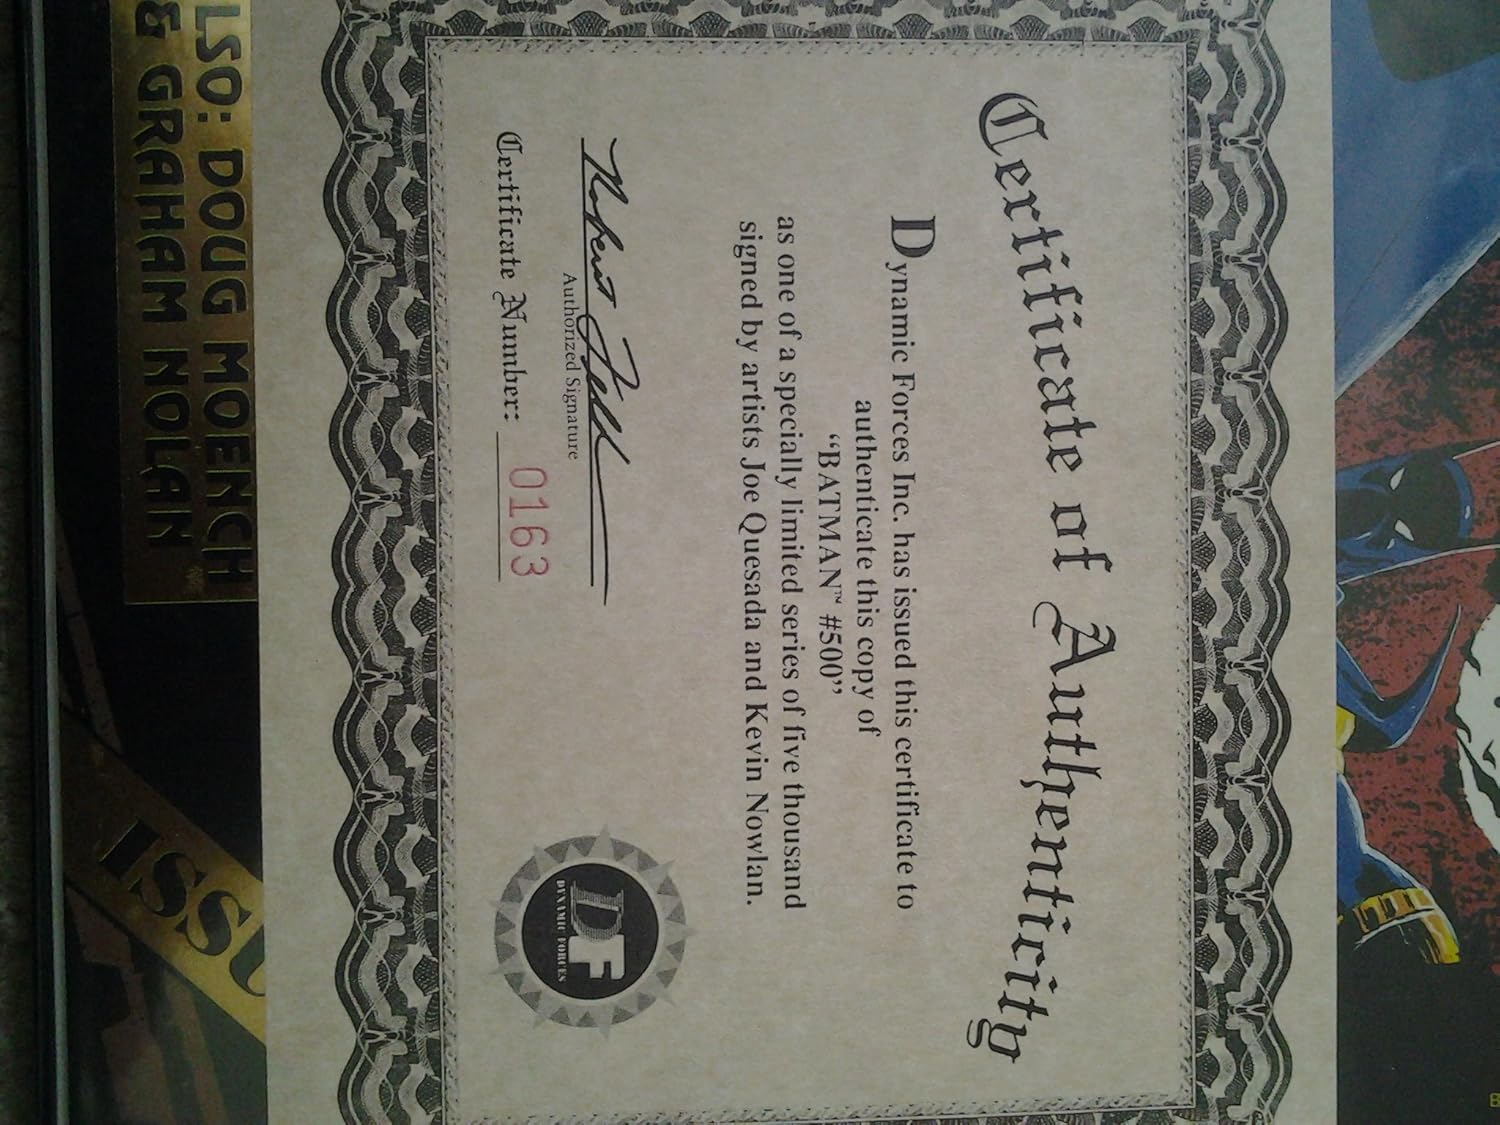 Certificate of Authenticity
Dynamic Forces Inc. has issued this certificate to
authenticate this copy of
“BATMAN™ #500”
as one of a specially limited series of five thousand
signed by artists Joe Quesada and Kevin Nowlan.
Authorized Signature
Certificate Number: 0163
DF
DYNAMIC FORCES
LSO: DOUG MOENCH
& GRAHAM NOLAN
ISSU